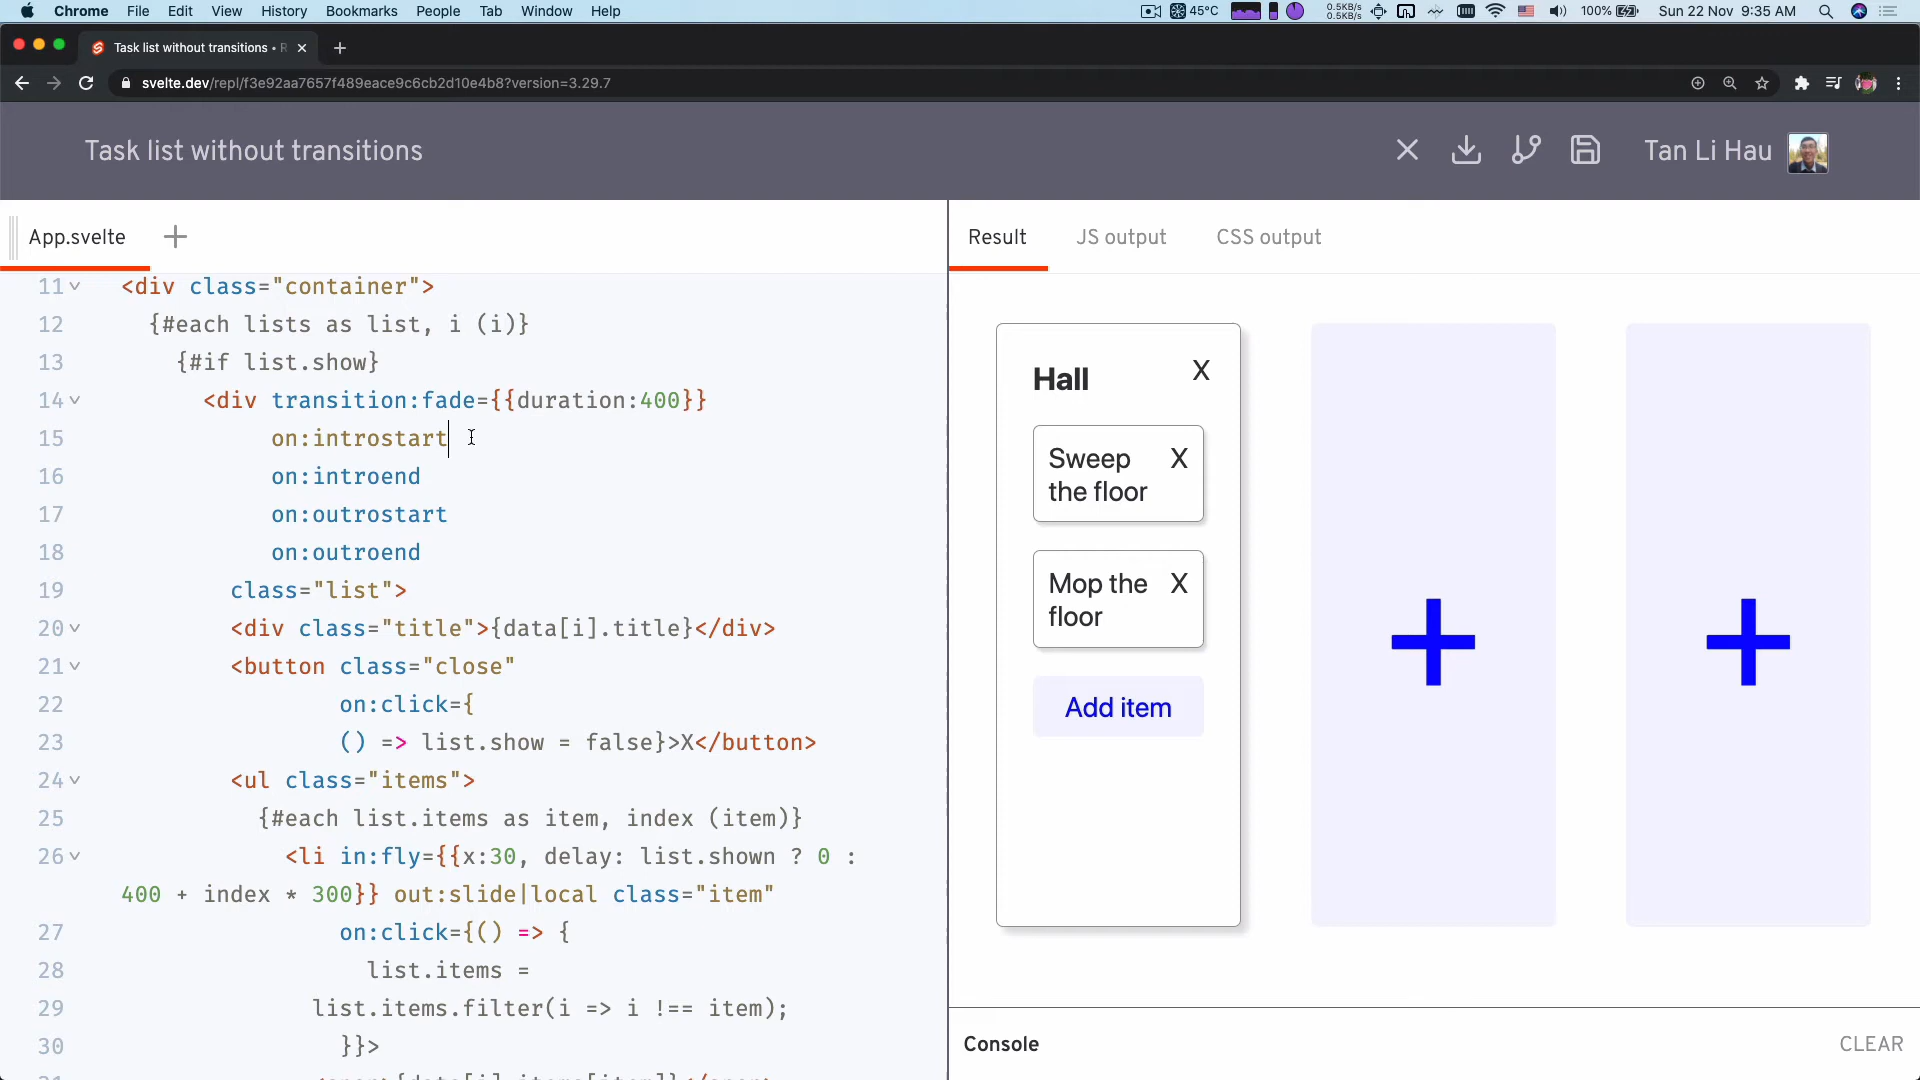 Chrome File Edit View History Bookmarks People Tab Window Help
45°C 0.5KB/s 0.5KB/s 100% Sun 22 Nov 9:35 AM
Task list without transitions • R
svelte.dev/repl/f3e92aa7657f489eace9c6cb2d10e4b8?version=3.29.7
Task list without transitions
Tan Li Hau
App.svelte
11 <div class="container">
12 {#each lists as list, i (i)}
13 {#if list.show}
14 <div transition:fade={{duration:400}}
15 on:introstart
16 on:introend
17 on:outrostart
18 on:outroend
19 class="list">
20 <div class="title">{data[i].title}</div>
21 <button class="close"
22 on:click={
23 () => list.show = false}>X</button>
24 <ul class="items">
25 {#each list.items as item, index (item)}
26 <li in:fly={{x:30, delay: list.shown ? 0 :
400 + index * 300}} out:slide|local class="item"
27 on:click={() => {
28 list.items =
29 list.items.filter(i => i !== item);
30 }}>
Result JS output CSS output
Hall X
Sweep X
the floor
Mop the X
floor
Add item
+ +
Console CLEAR